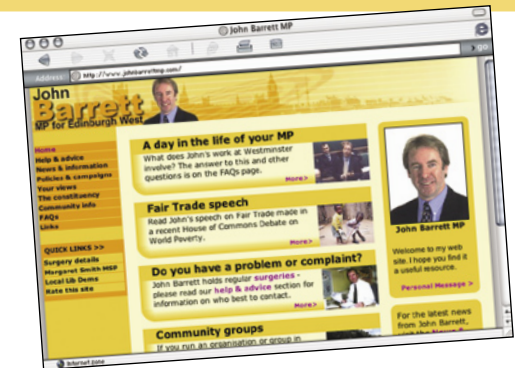 John Barrett MP
go
Address
http://www.johnbarrettmp.com/
John
Barrett
MP for Edinburgh West
Home
Help & advice
News & information
Policies & campaigns
Your views
The constituency
Community info
FAQs
Links
QUICK LINKS >>
Surgery details
Margaret Smith MSP
Local Lib Dems
Rate this site
A day in the life of your MP
What does John's work at Westminster
involve? The answer to this and other
questions is on the FAQs page.
More>
Fair Trade speech
Read John's speech on Fair Trade made in
a recent House of Commons Debate on
World Poverty.
More>
Do you have a problem or complaint?
John Barrett holds regular surgeries -
please read our help & advice section for
information on who best to contact.
More>
Community groups
If you run an organisation or group in
John Barrett MP
Welcome to my web
site. I hope you find it
a useful resource.
Personal Message >
For the latest news
from John Barrett,
Internet zone